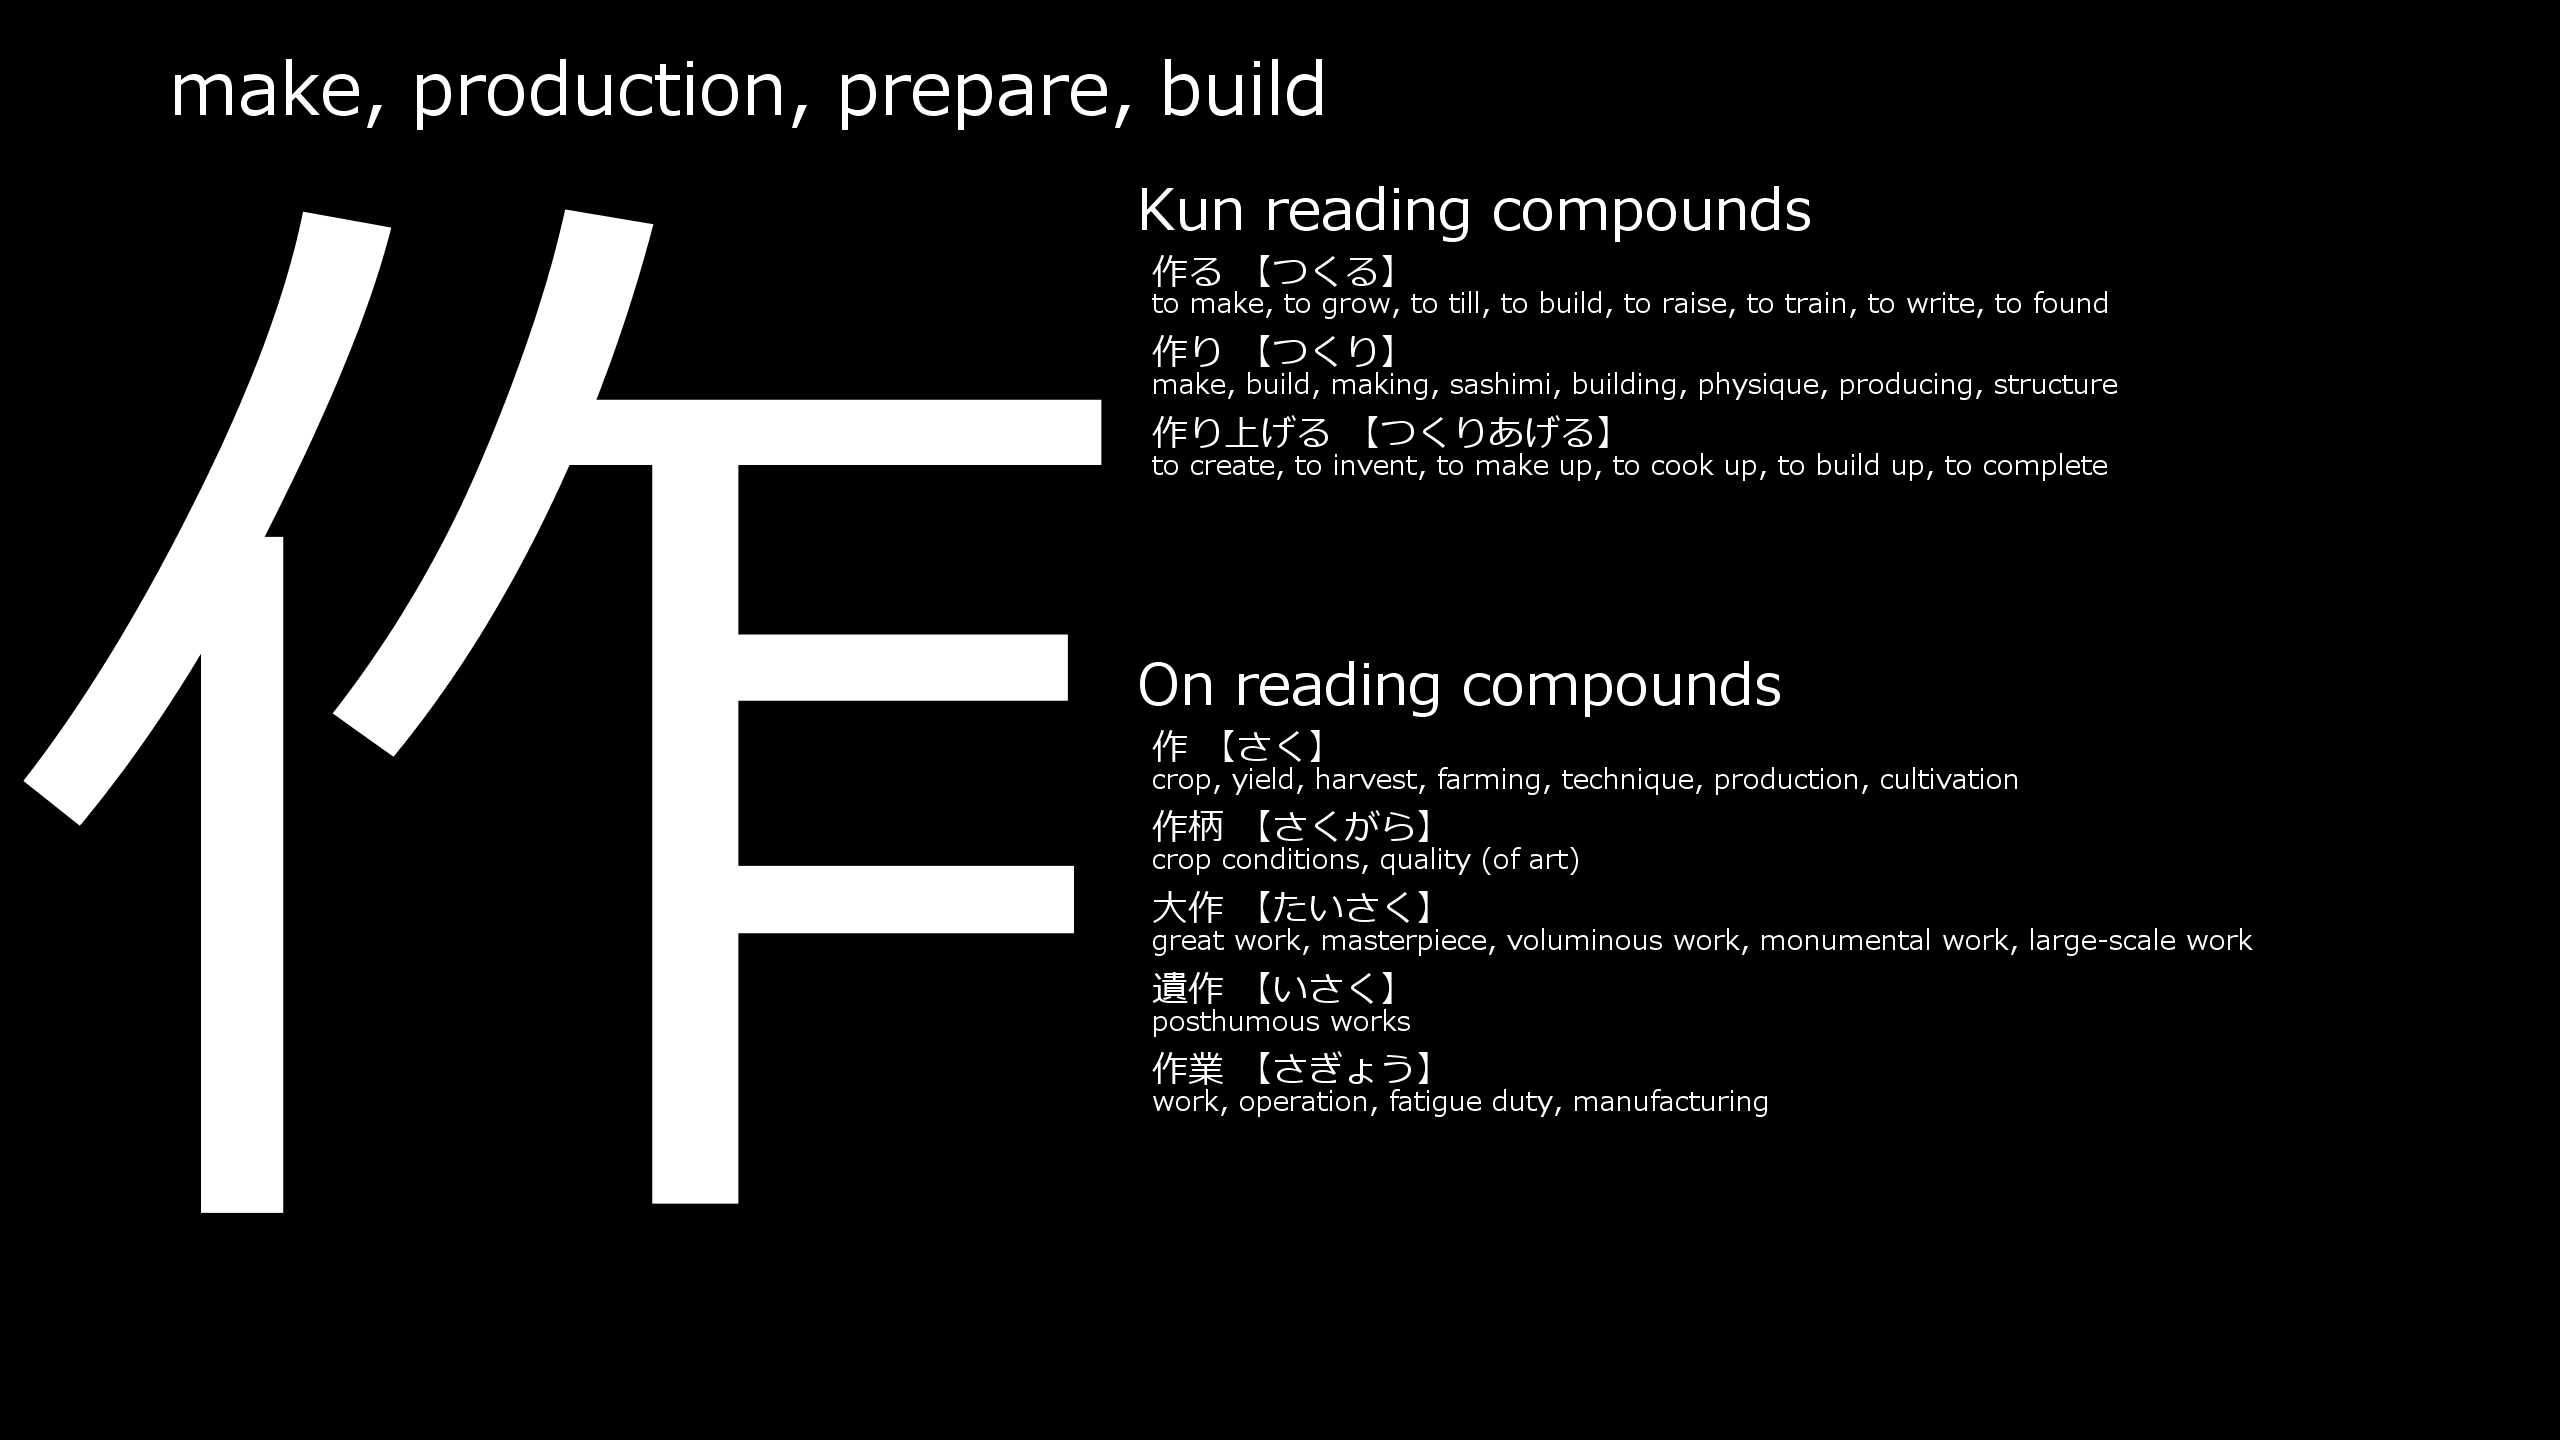 make, production, prepare, build
作
Kun reading compounds
作る 【つくる】
to make, to grow, to till, to build, to raise, to train, to write, to found
作り 【つくり】
make, build, making, sashimi, building, physique, producing, structure
作り上げる 【つくりあげる】
to create, to invent, to make up, to cook up, to build up, to complete
On reading compounds
作 【さく】
crop, yield, harvest, farming, technique, production, cultivation
作柄 【さくがら】
crop conditions, quality (of art)
大作 【たいさく】
great work, masterpiece, voluminous work, monumental work, large-scale work
遺作 【いさく】
posthumous works
作業 【さぎょう】
work, operation, fatigue duty, manufacturing